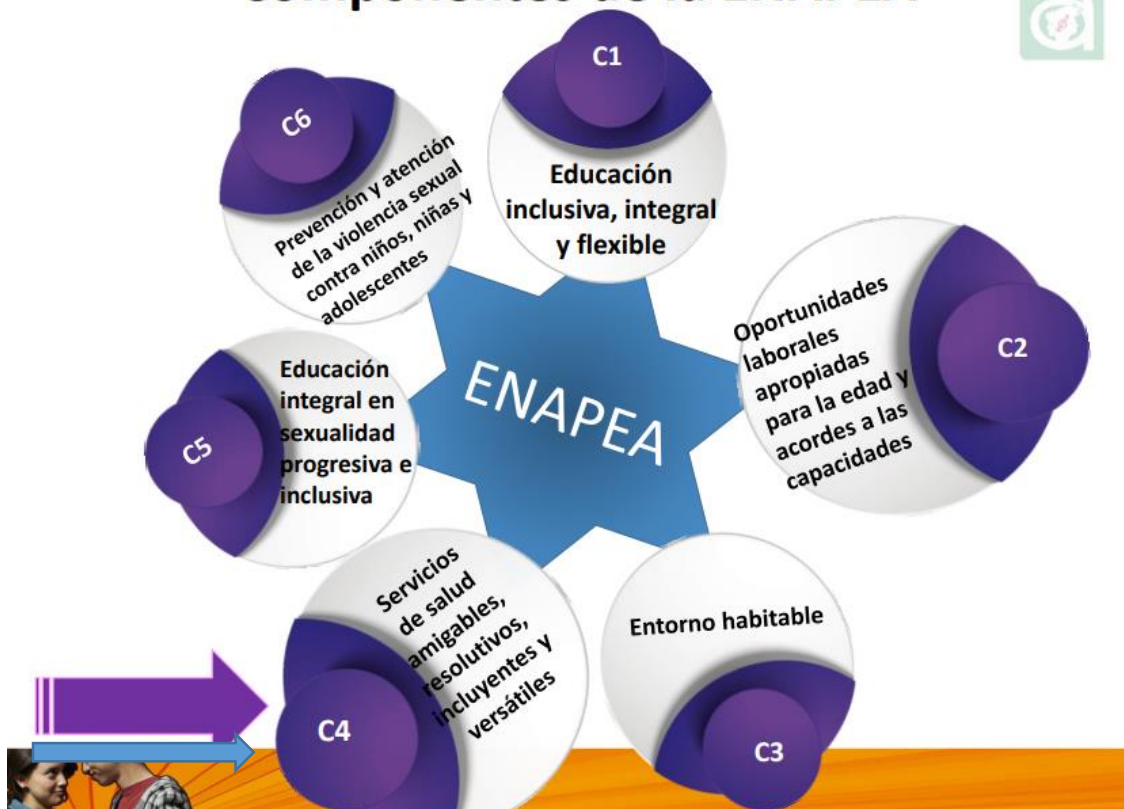 C1
Educación
inclusiva, integral
y flexible
C2
Oportunidades
laborales
apropiadas
para la edad y
acordes a las
capacidades
C3
Entorno habitable
C4
Servicios
de salud
amigables,
resolutivos,
incluyentes y
versátiles
C5
Educación
integral en
sexualidad
progresiva e
inclusiva
C6
Prevención y atención
de la violencia sexual
contra niños, niñas y
adolescentes
ENAPEA